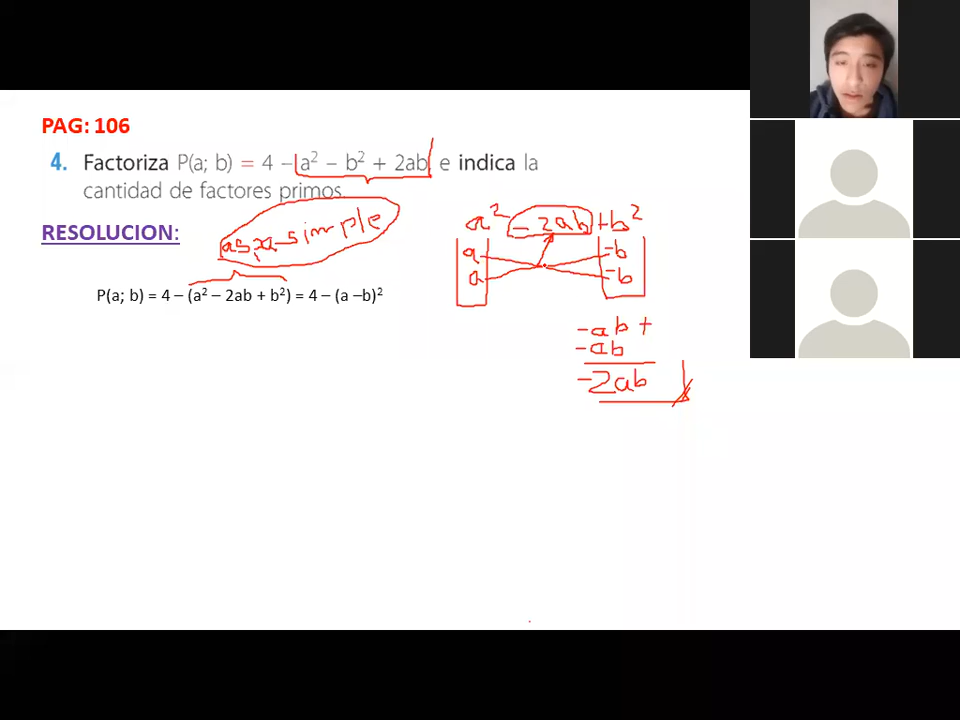 PAG: 106
4. Factoriza P(a; b) = 4 – a² – b² + 2ab e indica la
cantidad de factores primos.
RESOLUCION:
aspa simple
P(a; b) = 4 – (a² – 2ab + b²) = 4 – (a –b)²
a² - 2ab + b²
a -b
a -b
-ab +
-ab
-2ab